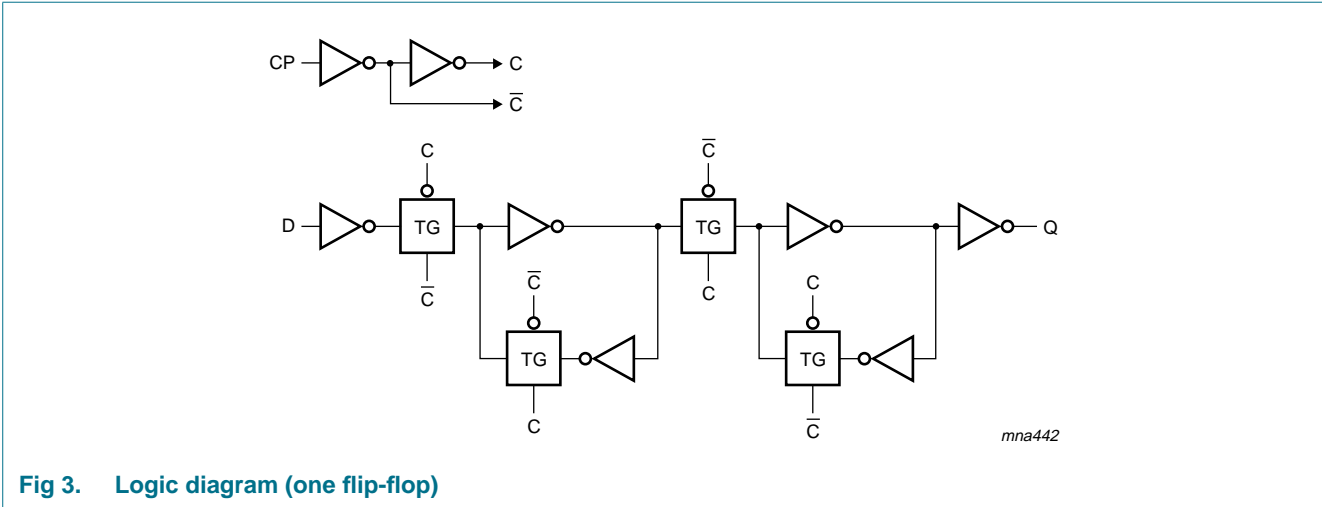 CP
C
C̅
C
C̅
D
TG
TG
Q
C̅
C̅
C
C
TG
TG
C
C̅
mna442
Fig 3. Logic diagram (one flip-flop)